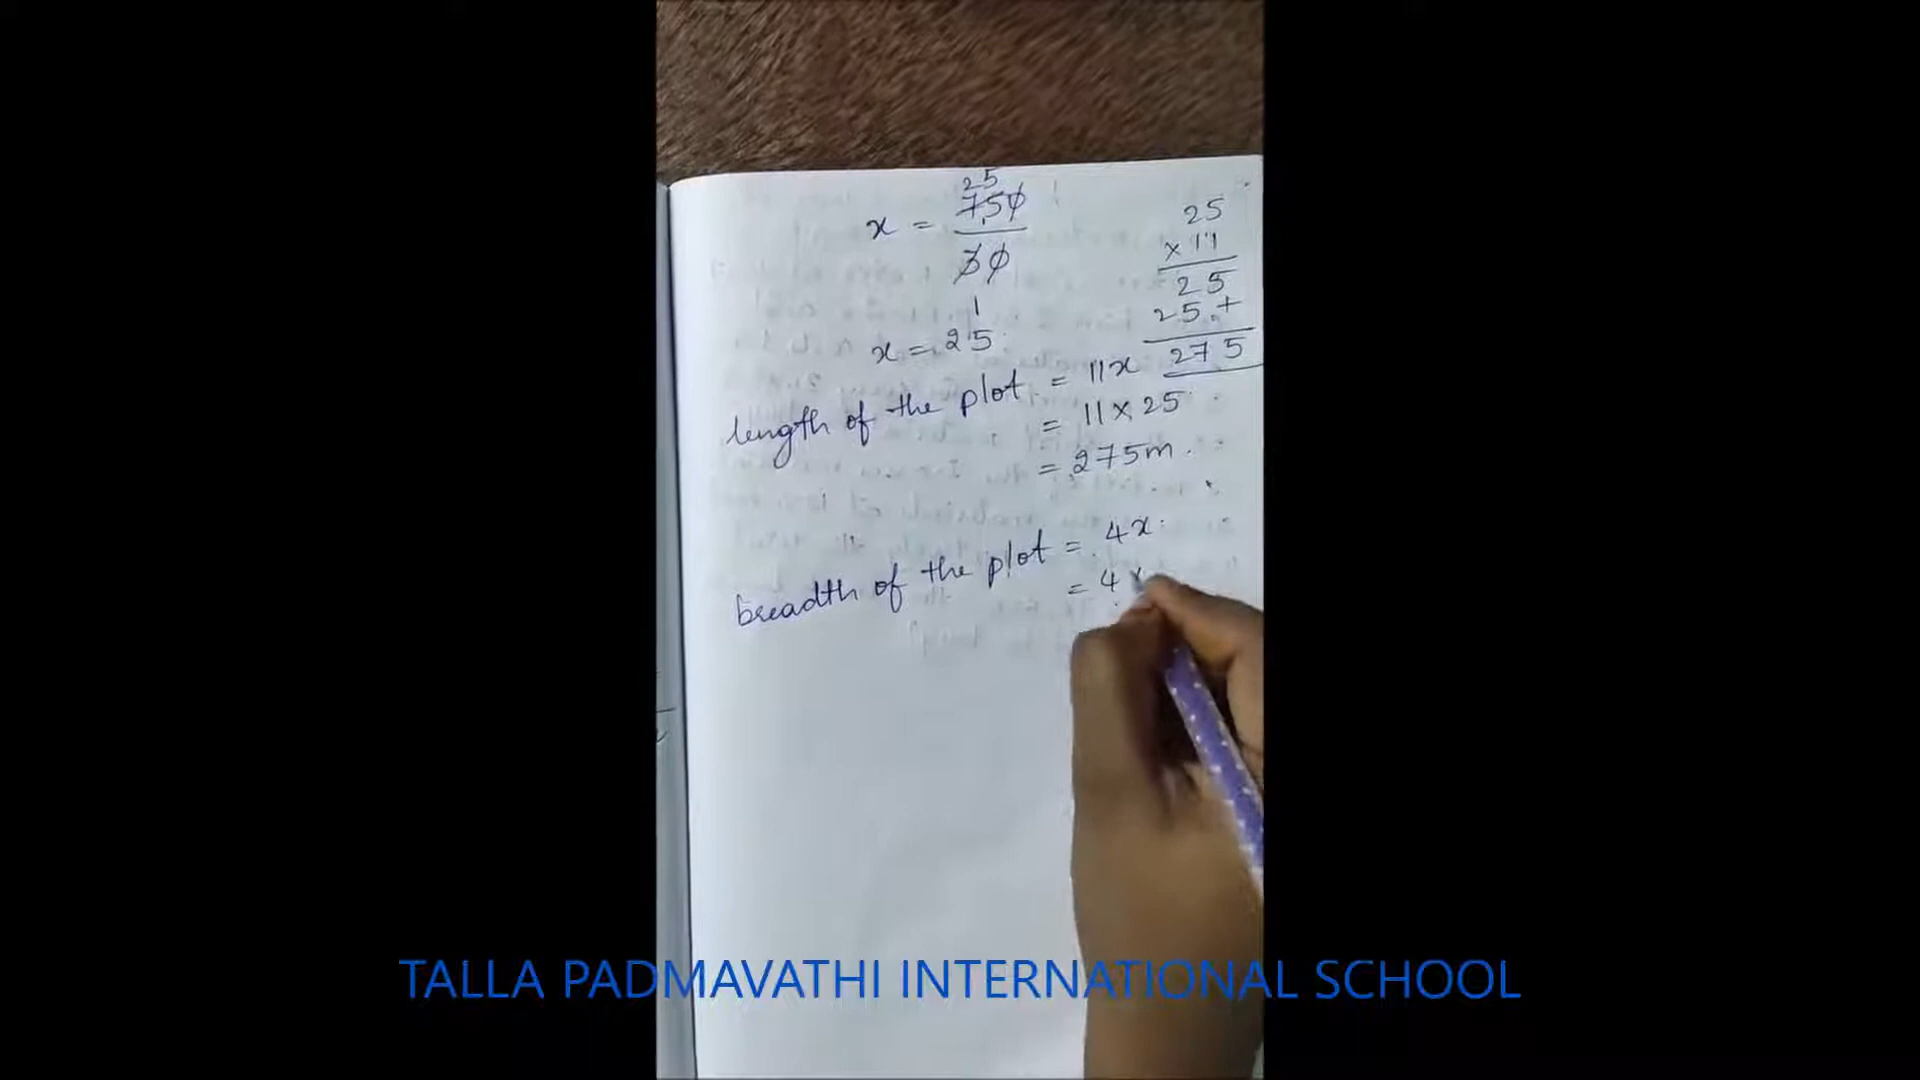 25
x = 750
30
1
x = 25
25
× 11
25
25 +
275
length of the plot = 11x
= 11 × 25
= 275m.
breadth of the plot = 4x
= 4 ×
TALLA PADMAVATHI INTERNATIONAL SCHOOL